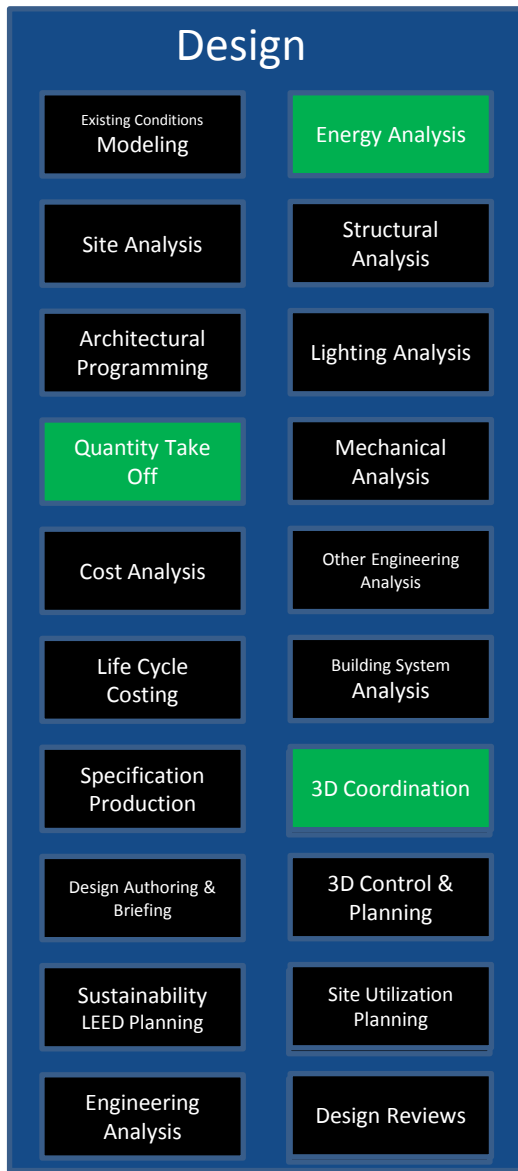 Design
Existing Conditions
Modeling
Energy Analysis
Site Analysis
Structural
Analysis
Architectural
Programming
Lighting Analysis
Quantity Take
Off
Mechanical
Analysis
Cost Analysis
Other Engineering
Analysis
Life Cycle
Costing
Building System
Analysis
Specification
Production
3D Coordination
Design Authoring &
Briefing
3D Control &
Planning
Sustainability
LEED Planning
Site Utilization
Planning
Engineering
Analysis
Design Reviews